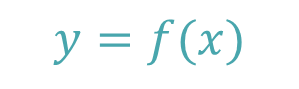 y = f(x)